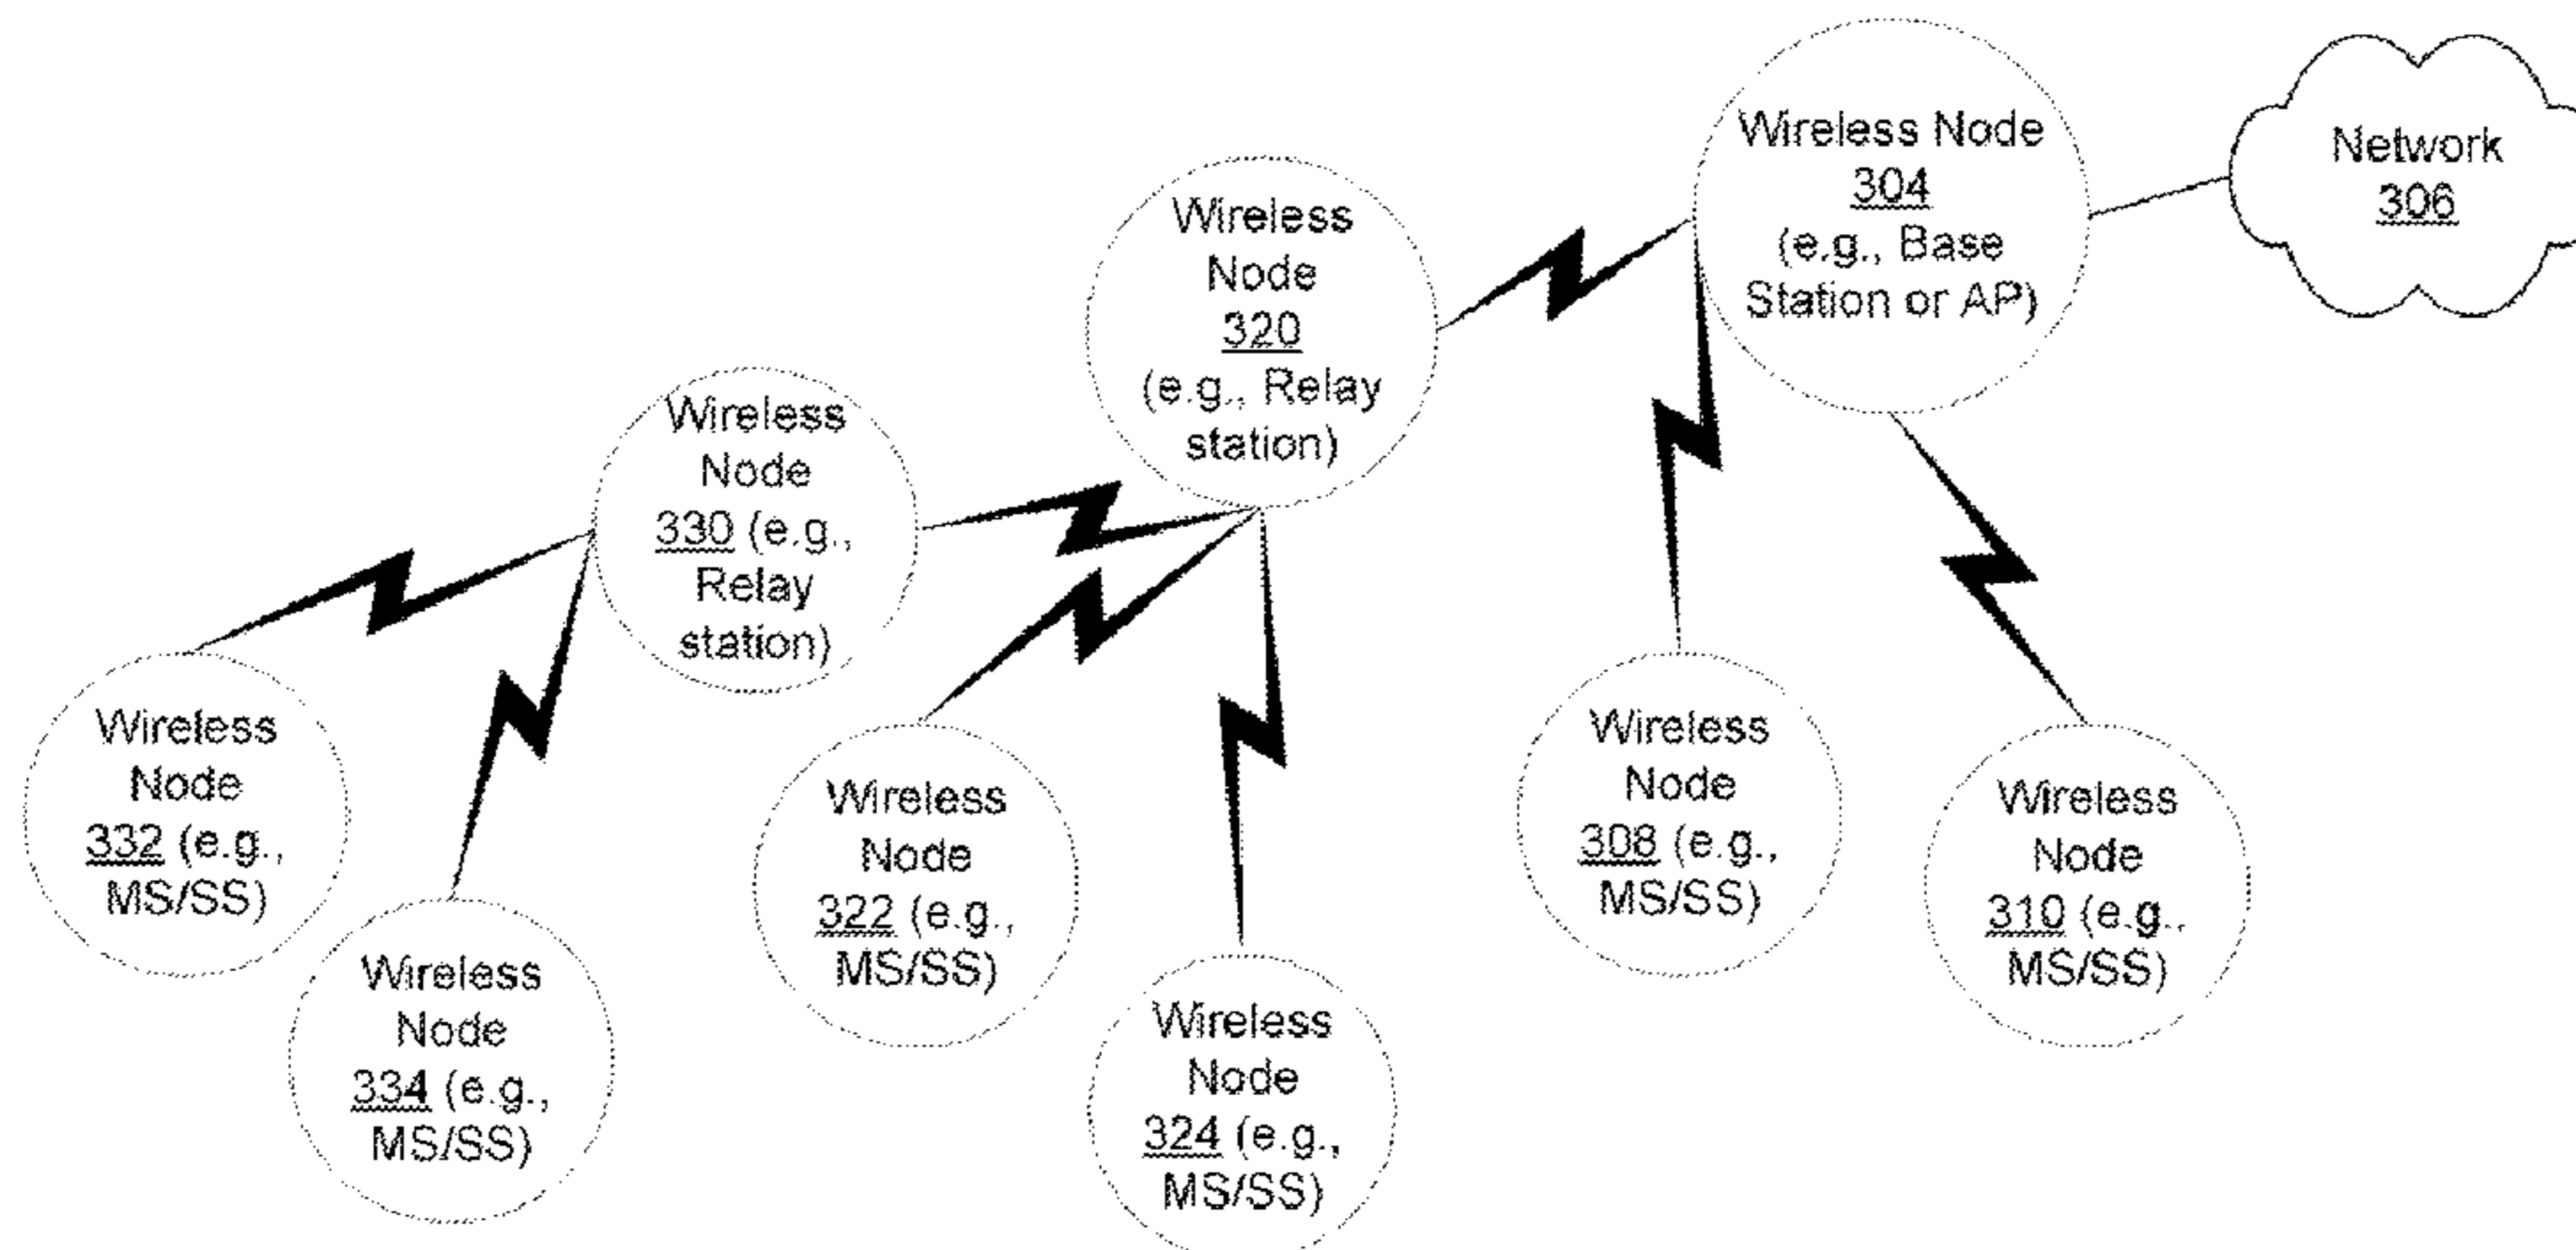 Wireless Node
304
(e.g., Base
Station or AP)
Network
306
Wireless
Node
320
(e.g., Relay
station)
Wireless
Node
330 (e.g.,
Relay
station)
Wireless
Node
332 (e.g.,
MS/SS)
Wireless
Node
334 (e.g.,
MS/SS)
Wireless
Node
322 (e.g.,
MS/SS)
Wireless
Node
324 (e.g.,
MS/SS)
Wireless
Node
308 (e.g.,
MS/SS)
Wireless
Node
310 (e.g.,
MS/SS)